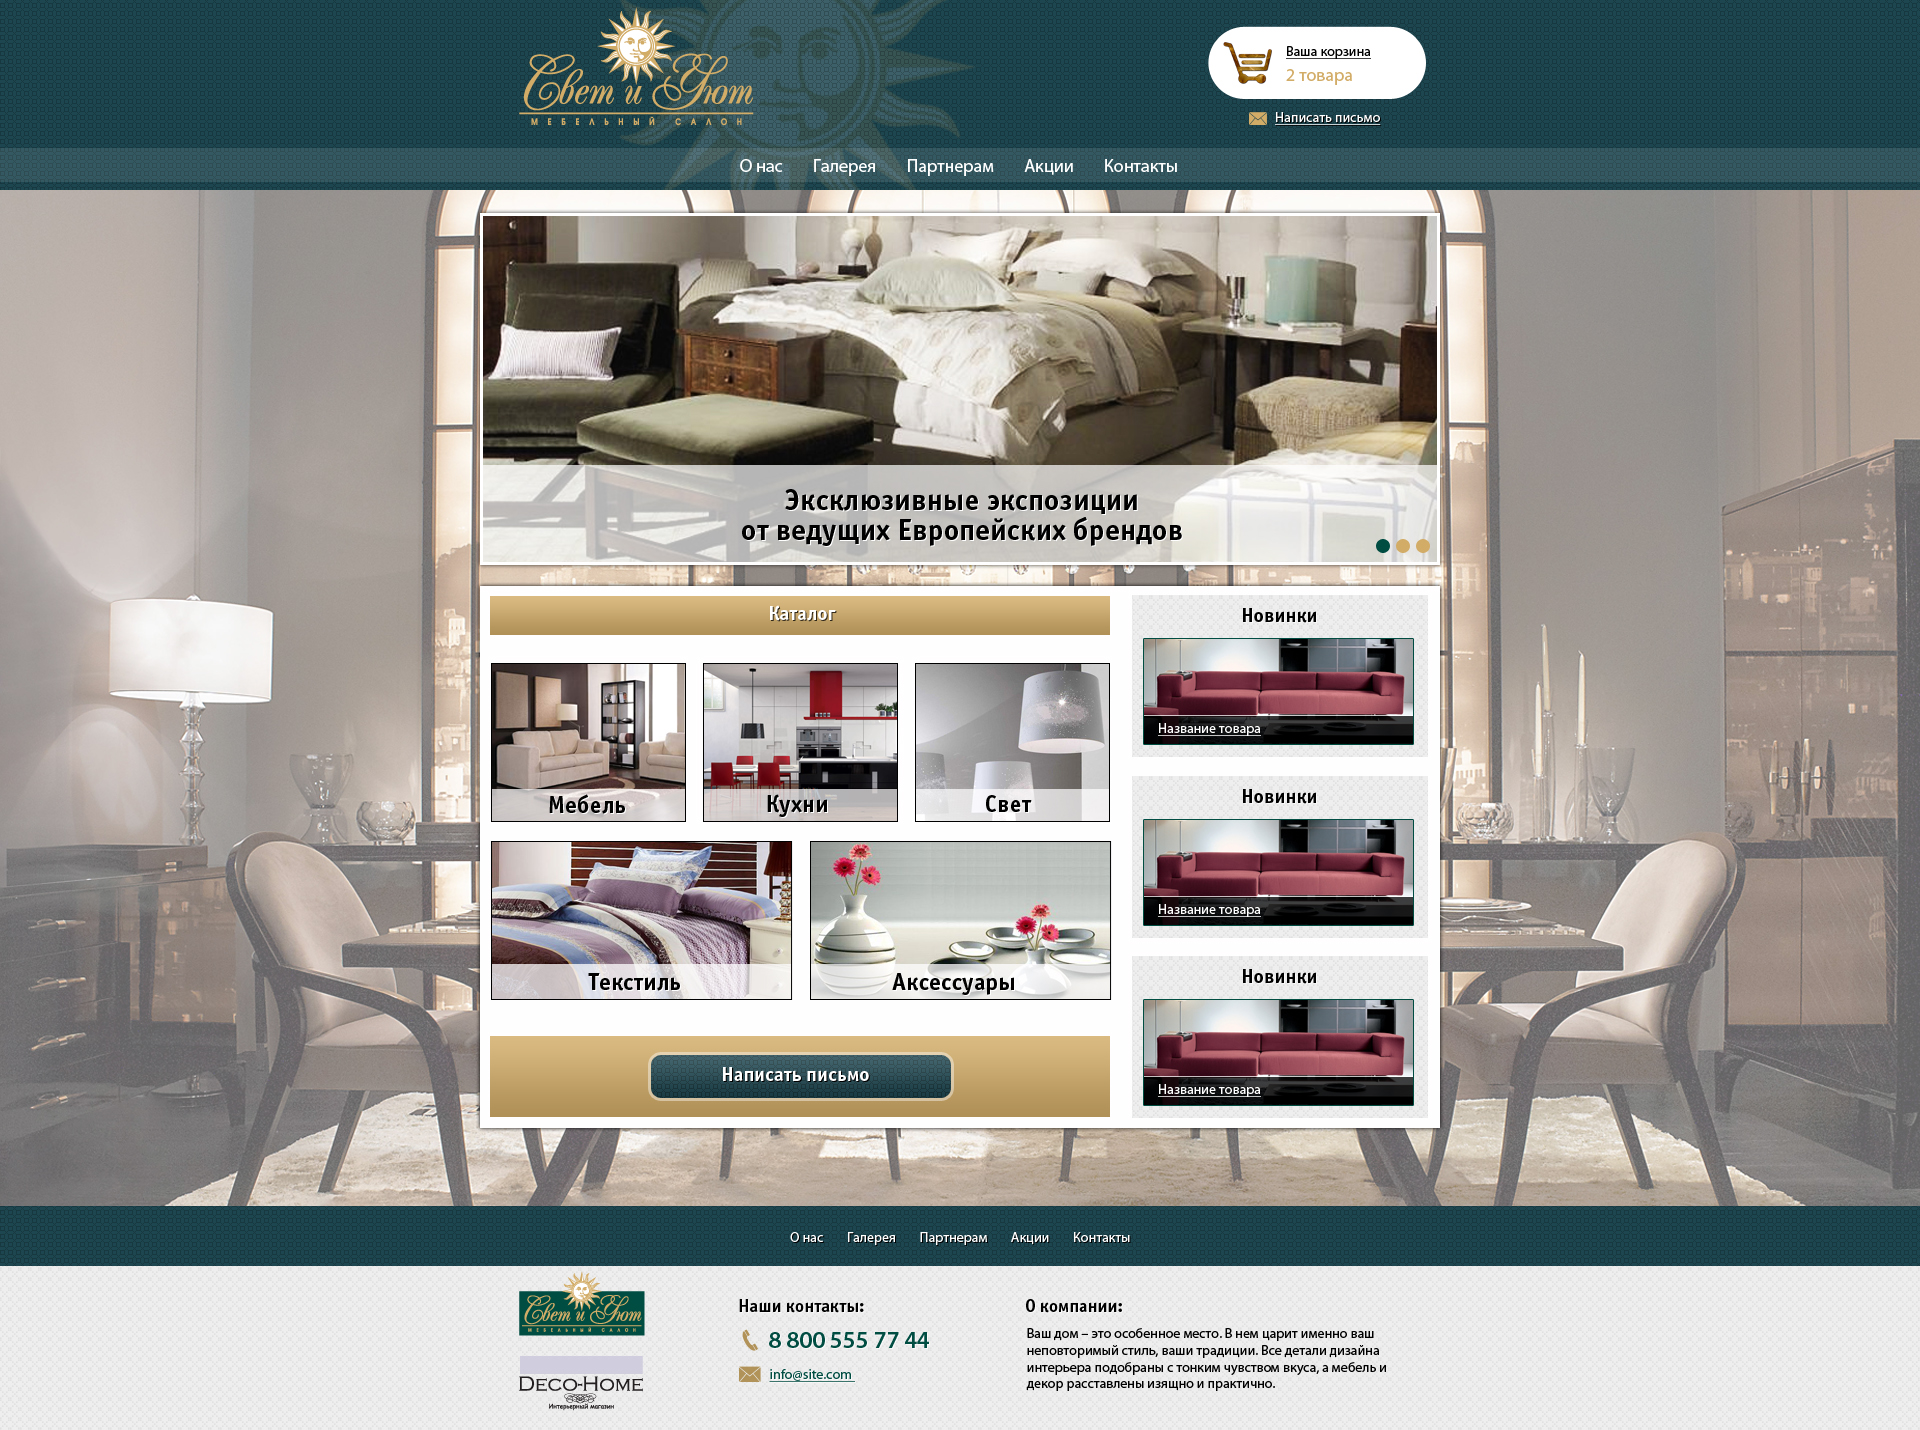 Свет и Уют
МЕБЕЛЬНЫЙ САЛОН
Ваша корзина
2 товара
Написать письмо
О нас Галерея Партнерам Акции Контакты
Эксклюзивные экспозиции
от ведущих Европейских брендов
Каталог
Мебель Кухни Свет
Текстиль Аксессуары
Написать письмо
Новинки
Название товара
Новинки
Название товара
Новинки
Название товара
О нас Галерея Партнерам Акции Контакты
Свет и Уют
МЕБЕЛЬНЫЙ САЛОН
DECO-HOME
Интерьерный магазин
Наши контакты:
8 800 555 77 44
info@site.com
О компании:
Ваш дом – это особенное место. В нем царит именно ваш
неповторимый стиль, ваши традиции. Все детали дизайна
интерьера подобраны с тонким чувством вкуса, а мебель и
декор расставлены изящно и практично.